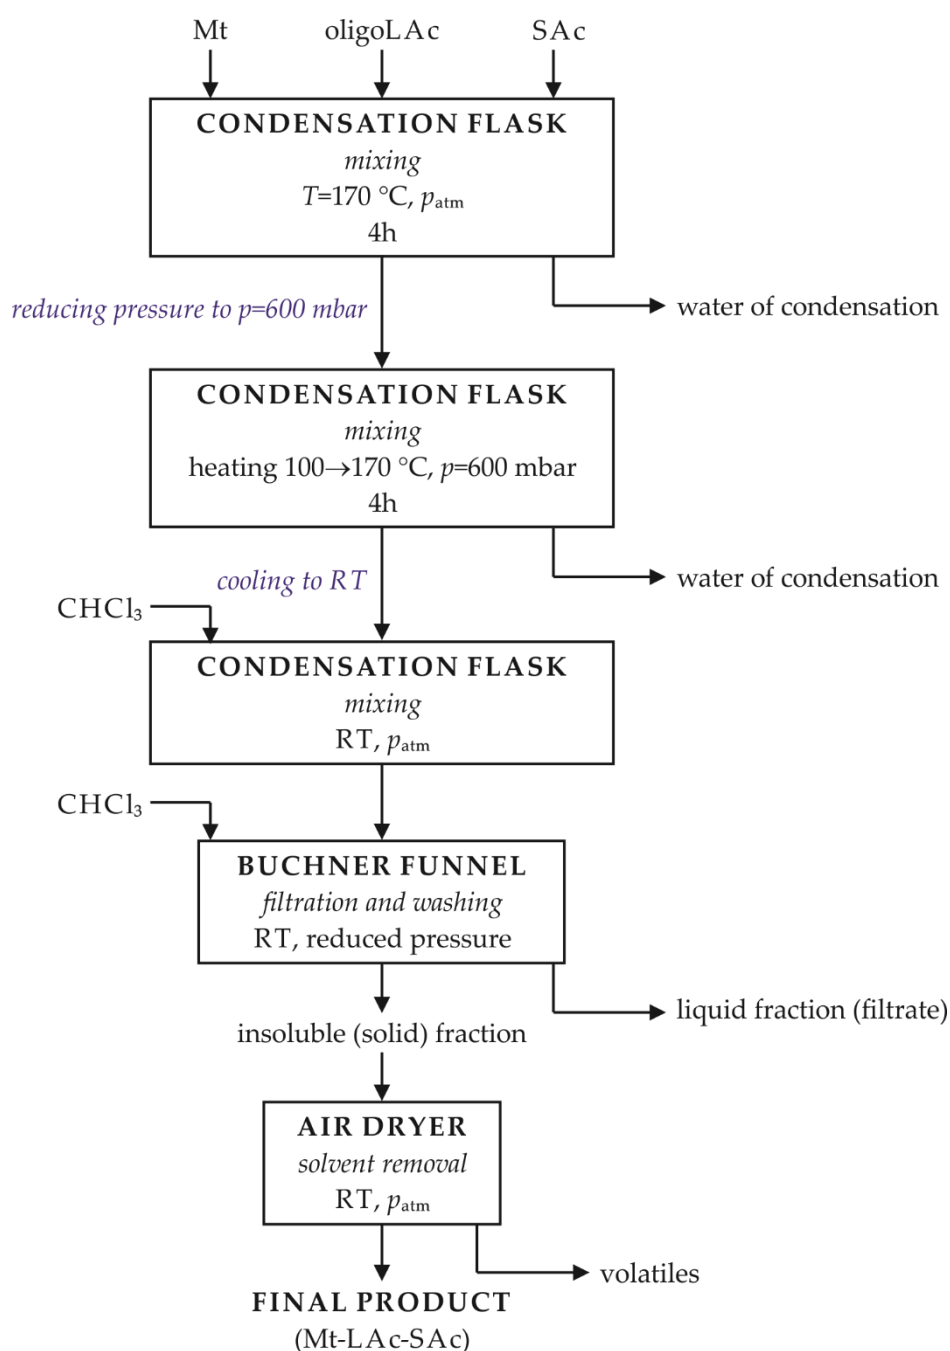 Mt
oligoLAc
SAc
CONDENSATION FLASK
mixing
T=170 °C, patm
4h
reducing pressure to p=600 mbar
water of condensation
CONDENSATION FLASK
mixing
heating 100→170 °C, p=600 mbar
4h
cooling to RT
water of condensation
CHCl3
CONDENSATION FLASK
mixing
RT, patm
CHCl3
BUCHNER FUNNEL
filtration and washing
RT, reduced pressure
liquid fraction (filtrate)
insoluble (solid) fraction
AIR DRYER
solvent removal
RT, patm
volatiles
FINAL PRODUCT
(Mt-LAc-SAc)